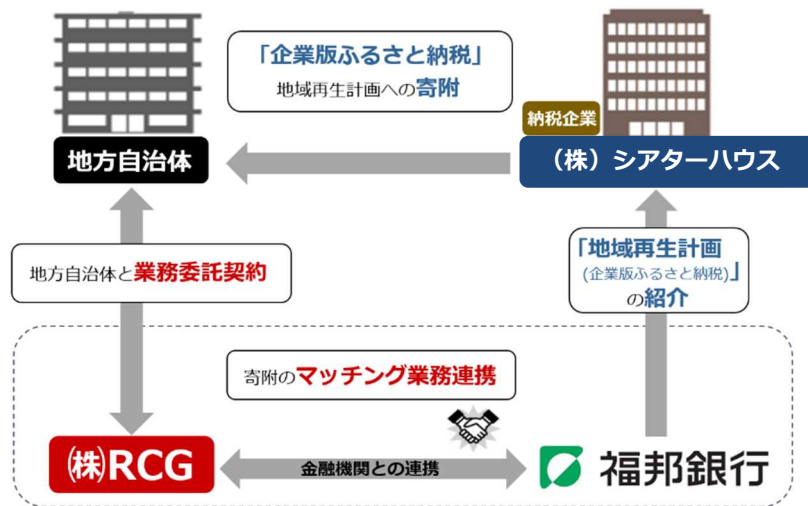 「企業版ふるさと納税」
地域再生計画への寄附
納税企業
地方自治体
（株）シアターハウス
地方自治体と業務委託契約
「地域再生計画
(企業版ふるさと納税)」
の紹介
寄附のマッチング業務連携
㈱RCG
金融機関との連携
福邦銀行